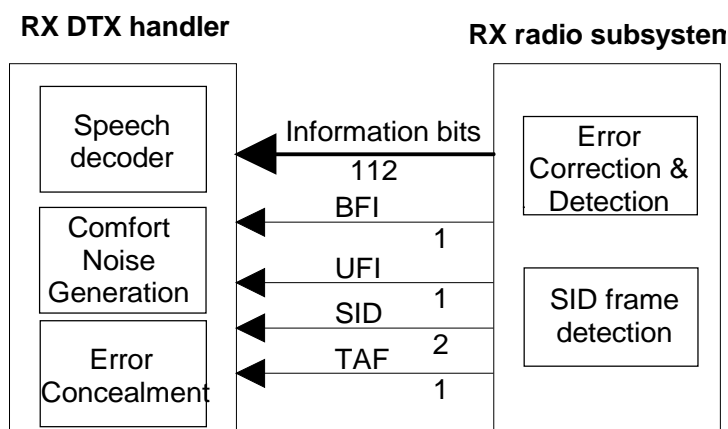 RX DTX handler
RX radio subsystem
Speech
decoder
Comfort
Noise
Generation
Error
Concealment
Information bits
112
BFI
1
UFI
1
SID
2
TAF
1
Error
Correction &
Detection
SID frame
detection